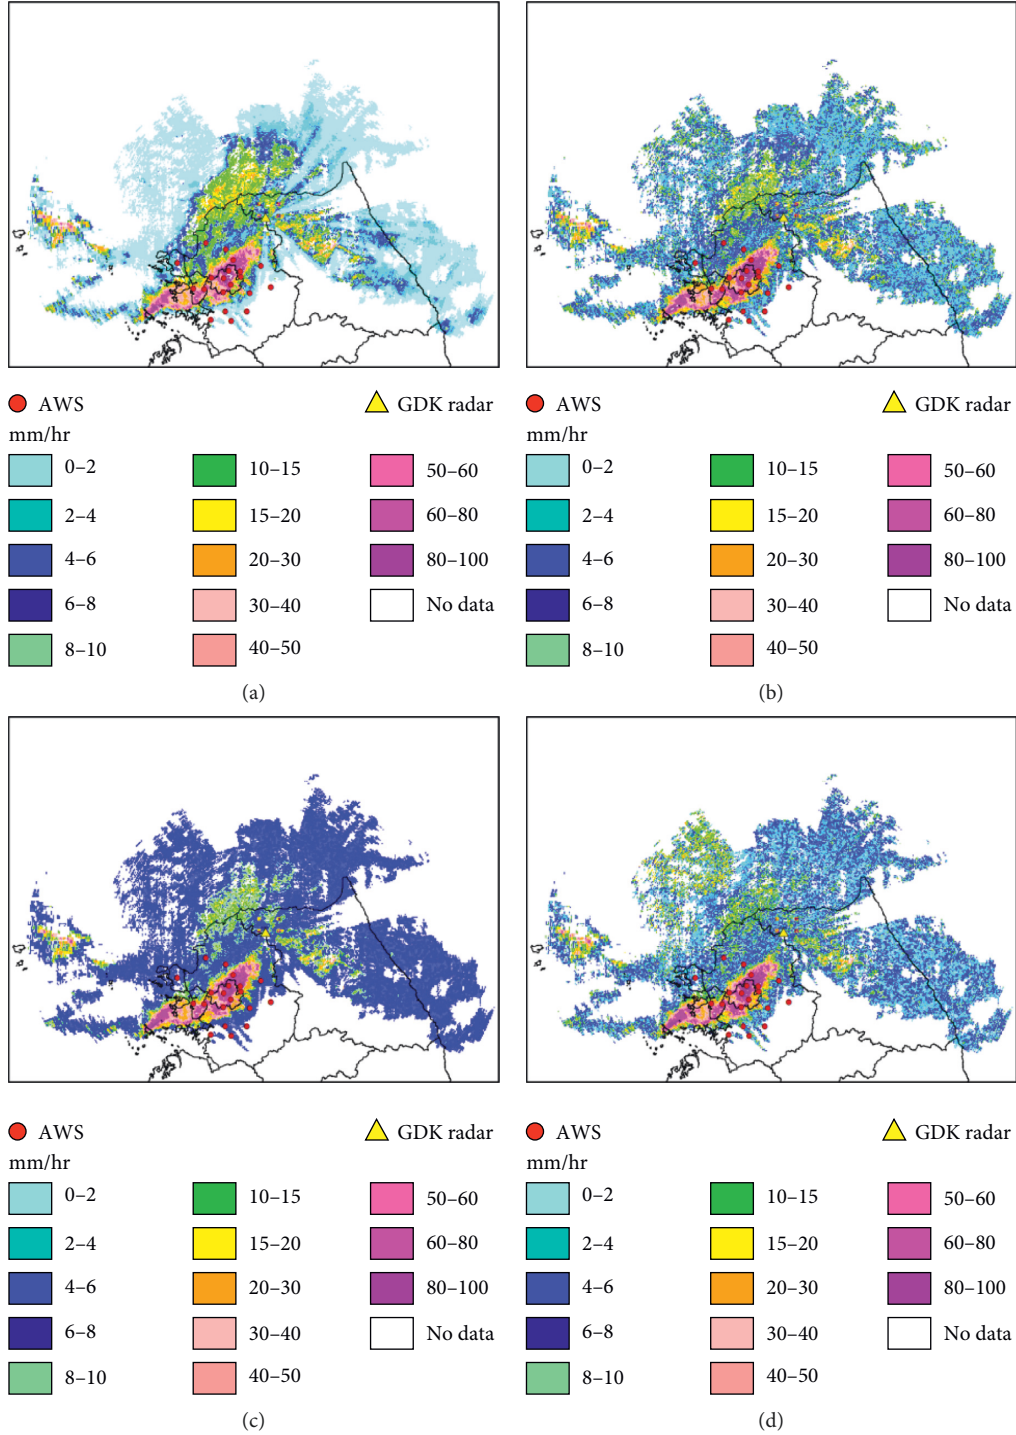 AWS GDK radar AWS GDK radar
mm/hr mm/hr
0–2 10–15 50–60 0–2 10–15 50–60
2–4 15–20 60–80 2–4 15–20 60–80
4–6 20–30 80–100 4–6 20–30 80–100
6–8 30–40 No data 6–8 30–40 No data
8–10 40–50 8–10 40–50
(a) (b)
AWS GDK radar AWS GDK radar
mm/hr mm/hr
0–2 10–15 50–60 0–2 10–15 50–60
2–4 15–20 60–80 2–4 15–20 60–80
4–6 20–30 80–100 4–6 20–30 80–100
6–8 30–40 No data 6–8 30–40 No data
8–10 40–50 8–10 40–50
(c) (d)